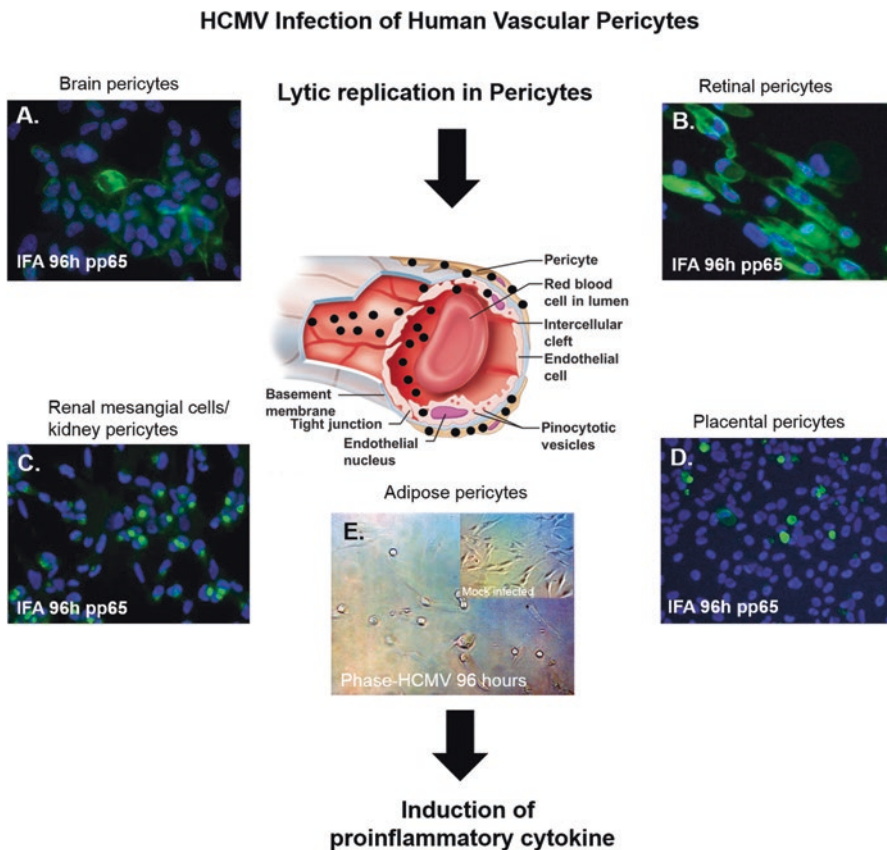 HCMV Infection of Human Vascular Pericytes
Brain pericytes
A.
IFA 96h pp65
Lytic replication in Pericytes
Retinal pericytes
B.
IFA 96h pp65
Pericyte
Red blood
cell in lumen
Intercellular
cleft
Endothelial
cell
Basement
membrane
Tight junction
Endothelial
nucleus
Pinocytotic
vesicles
Renal mesangial cells/
kidney pericytes
C.
IFA 96h pp65
Placental pericytes
D.
IFA 96h pp65
Adipose pericytes
E.
Mock infected
Phase-HCMV 96 hours
Induction of
proinflammatory cytokine